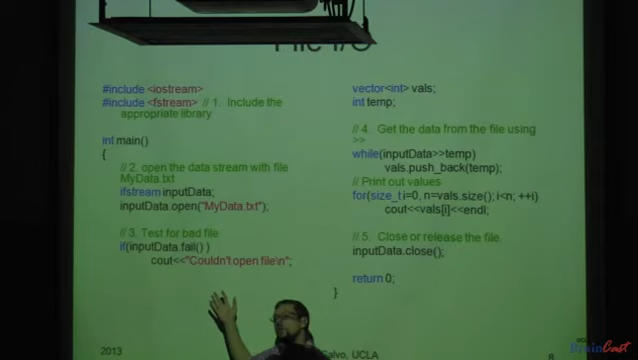 File I/O
#include <iostream>
#include <fstream> // 1. Include the
appropriate library
int main()
{
// 2. open the data stream with file
MyData.txt
ifstream inputData;
inputData.open("MyData.txt");
// 3. Test for bad file
if(inputData.fail() )
cout<<"Couldn't open file\n";
vector<int> vals;
int temp;
// 4. Get the data from the file using
>>
while(inputData>>temp)
vals.push_back(temp);
// Print out values
for(size_t i=0, n=vals.size(); i<n; ++i)
cout<<vals[i]<<endl;
// 5. Close or release the file.
inputData.close();
return 0;
}
2013
Salvo, UCLA
8
BrainCast